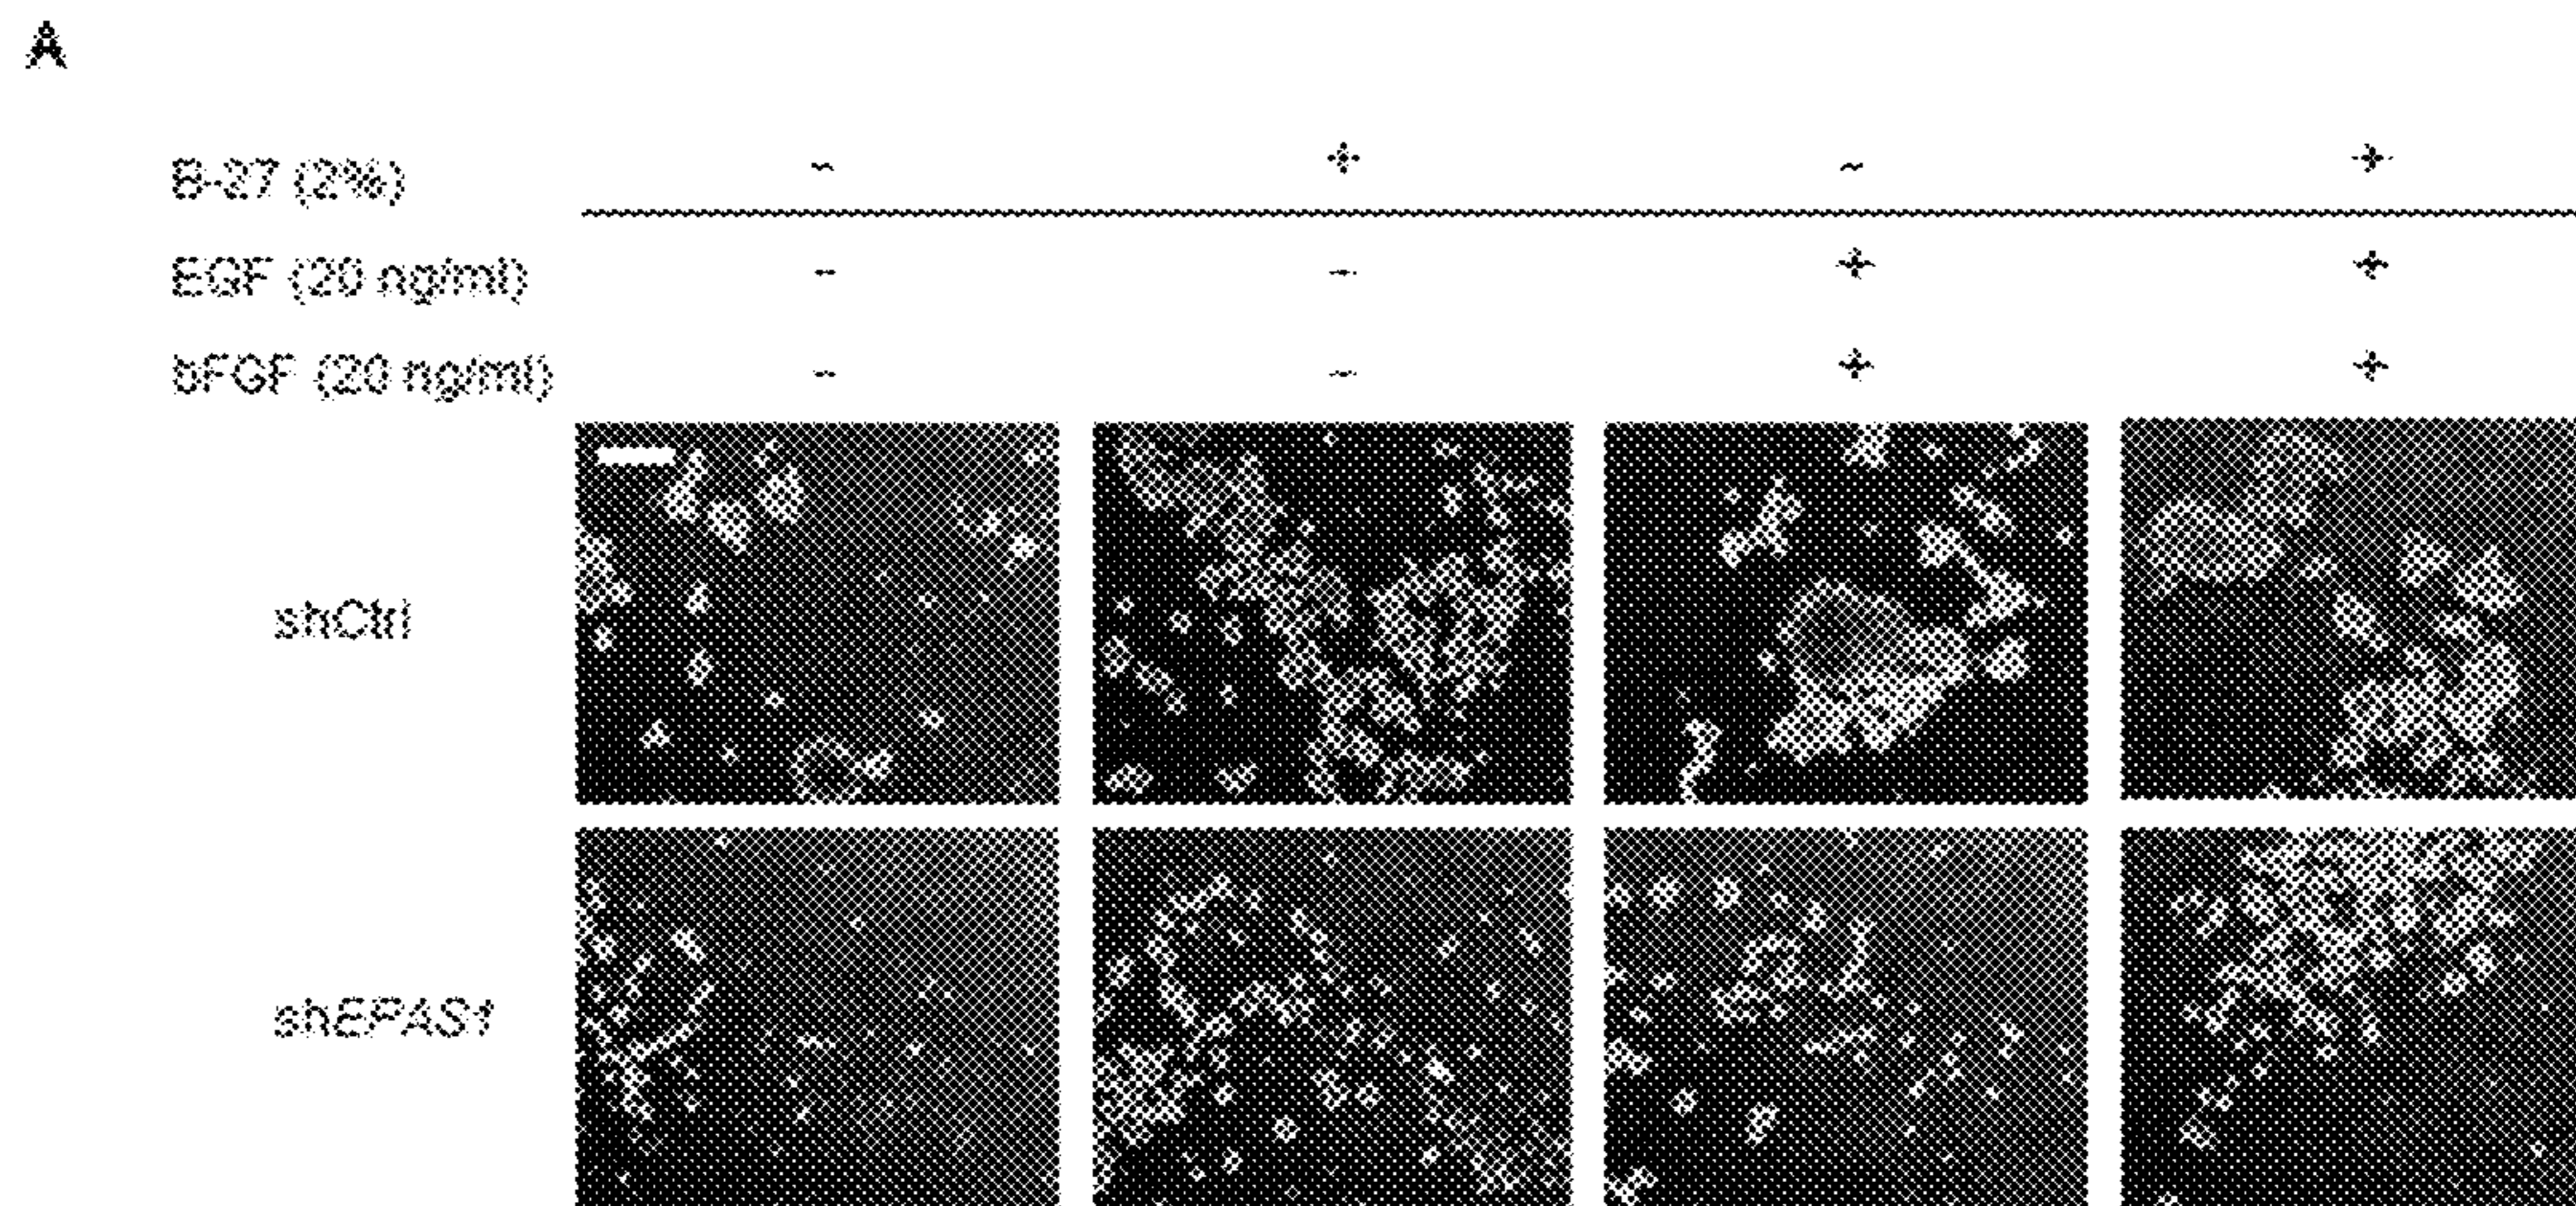 A
B-27 (2%) - + - +
EGF (20 ng/ml) - - + +
bFGF (20 ng/ml) - - + +
shCtrl
shEPAS1